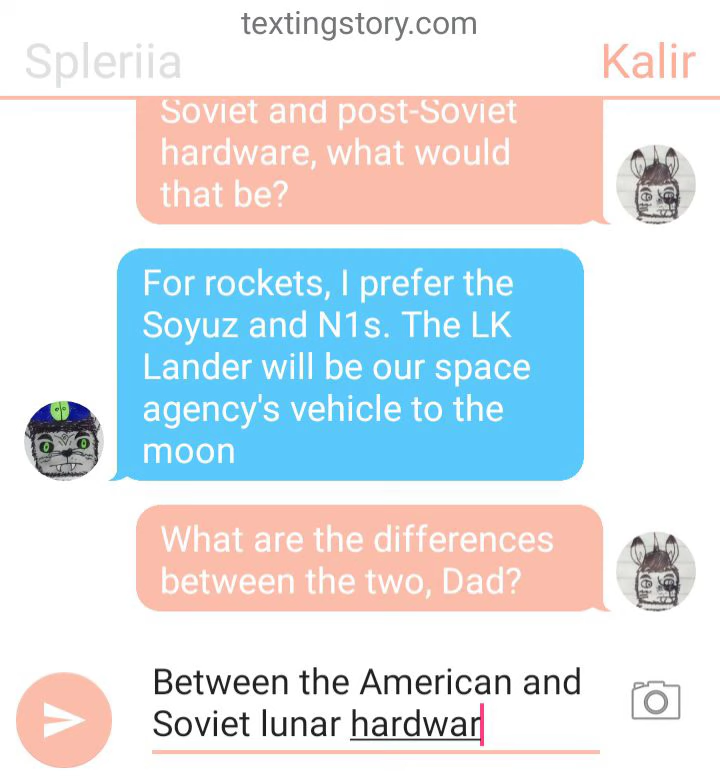 textingstory.com
Spleriia
Kalir
Soviet and post-Soviet
hardware, what would
that be?
For rockets, I prefer the
Soyuz and N1s. The LK
Lander will be our space
agency's vehicle to the
moon
What are the differences
between the two, Dad?
Between the American and
Soviet lunar hardwar